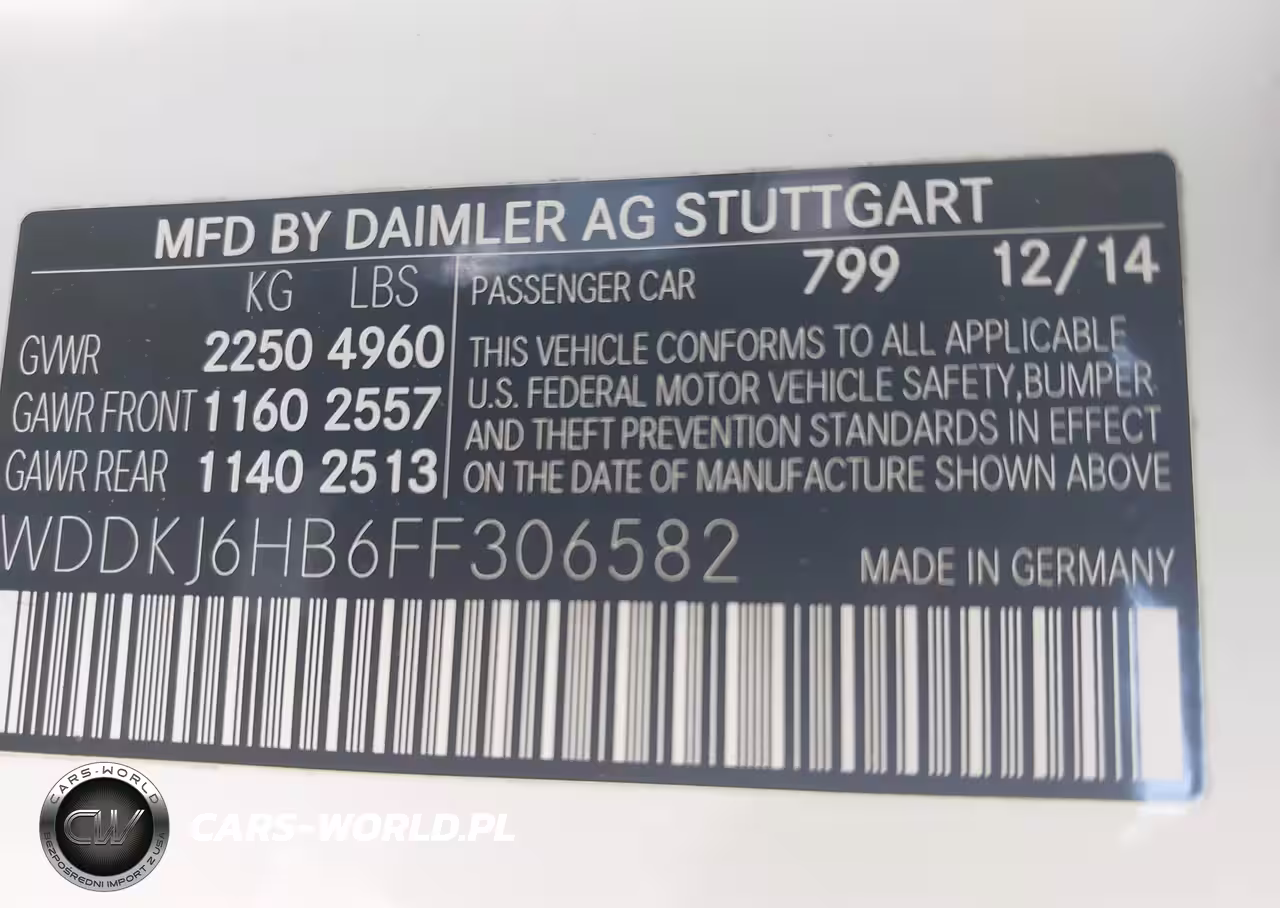 MFD BY DAIMLER AG STUTTGART
KG LBS
GVWR 2250 4960
GAWR FRONT 1160 2557
GAWR REAR 1140 2513
PASSENGER CAR 799 12/14
THIS VEHICLE CONFORMS TO ALL APPLICABLE
U.S. FEDERAL MOTOR VEHICLE SAFETY,BUMPER
AND THEFT PREVENTION STANDARDS IN EFFECT
ON THE DATE OF MANUFACTURE SHOWN ABOVE
WDDKJ6HB6FF306582
MADE IN GERMANY
CARS-WORLD
CW
BEZPOŚREDNI IMPORT Z USA
CARS-WORLD.PL